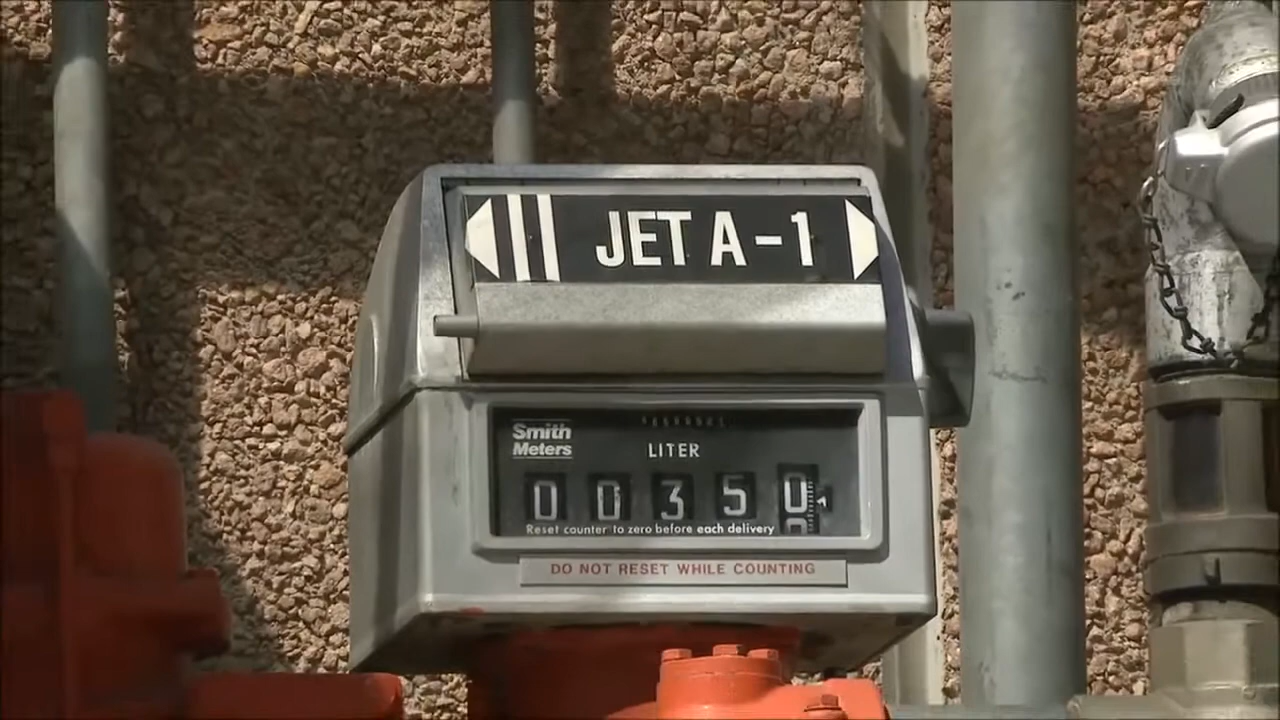 JET A-1
Smith
Meters
LITER
0 0 3 5 0
Reset counter to zero before each delivery
DO NOT RESET WHILE COUNTING